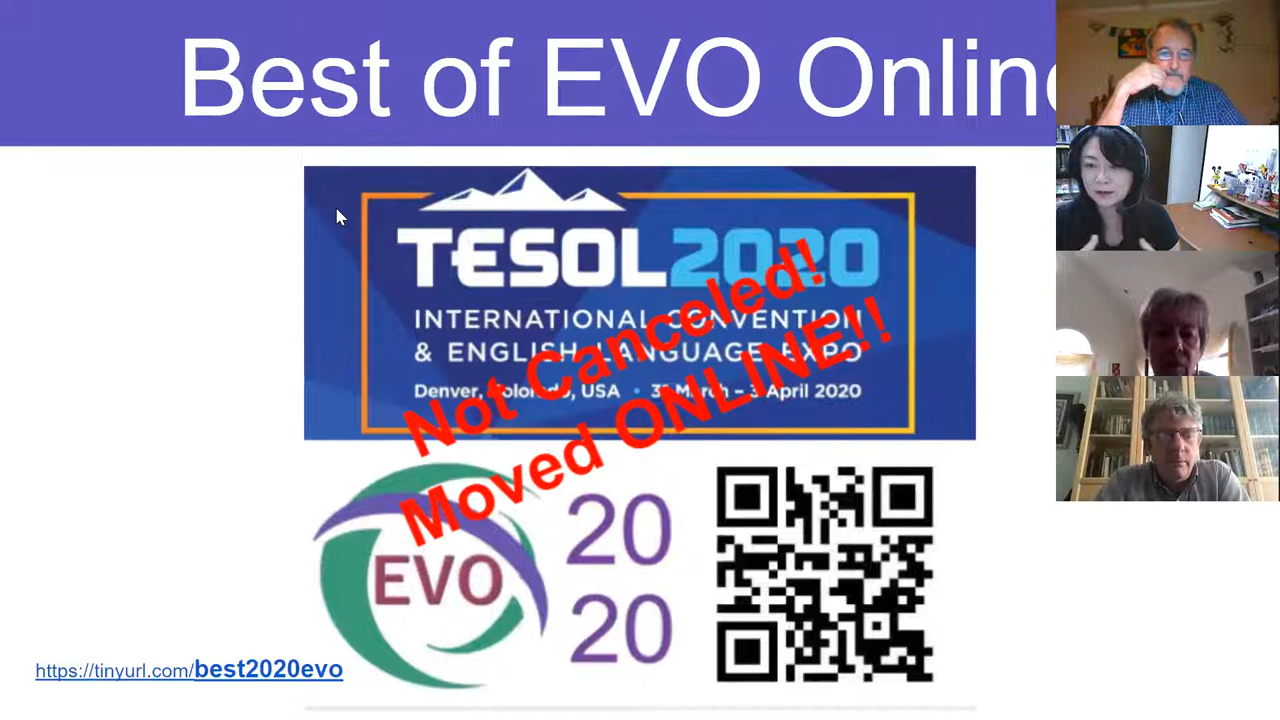 Best of EVO Online
TESOL2020
INTERNATIONAL CONVENTION
& ENGLISH LANGUAGE EXPO
Denver, Colorado, USA • 31 March – 3 April 2020
Not Canceled!
Moved ONLINE!!
EVO
20
20
https://tinyurl.com/best2020evo